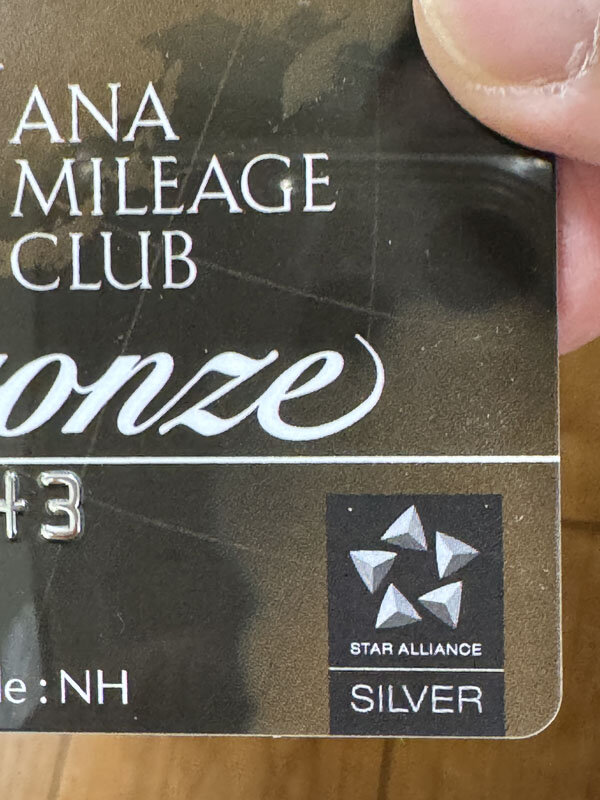 ANA
MILEAGE
CLUB
onze
43
e : NH
STAR ALLIANCE
SILVER